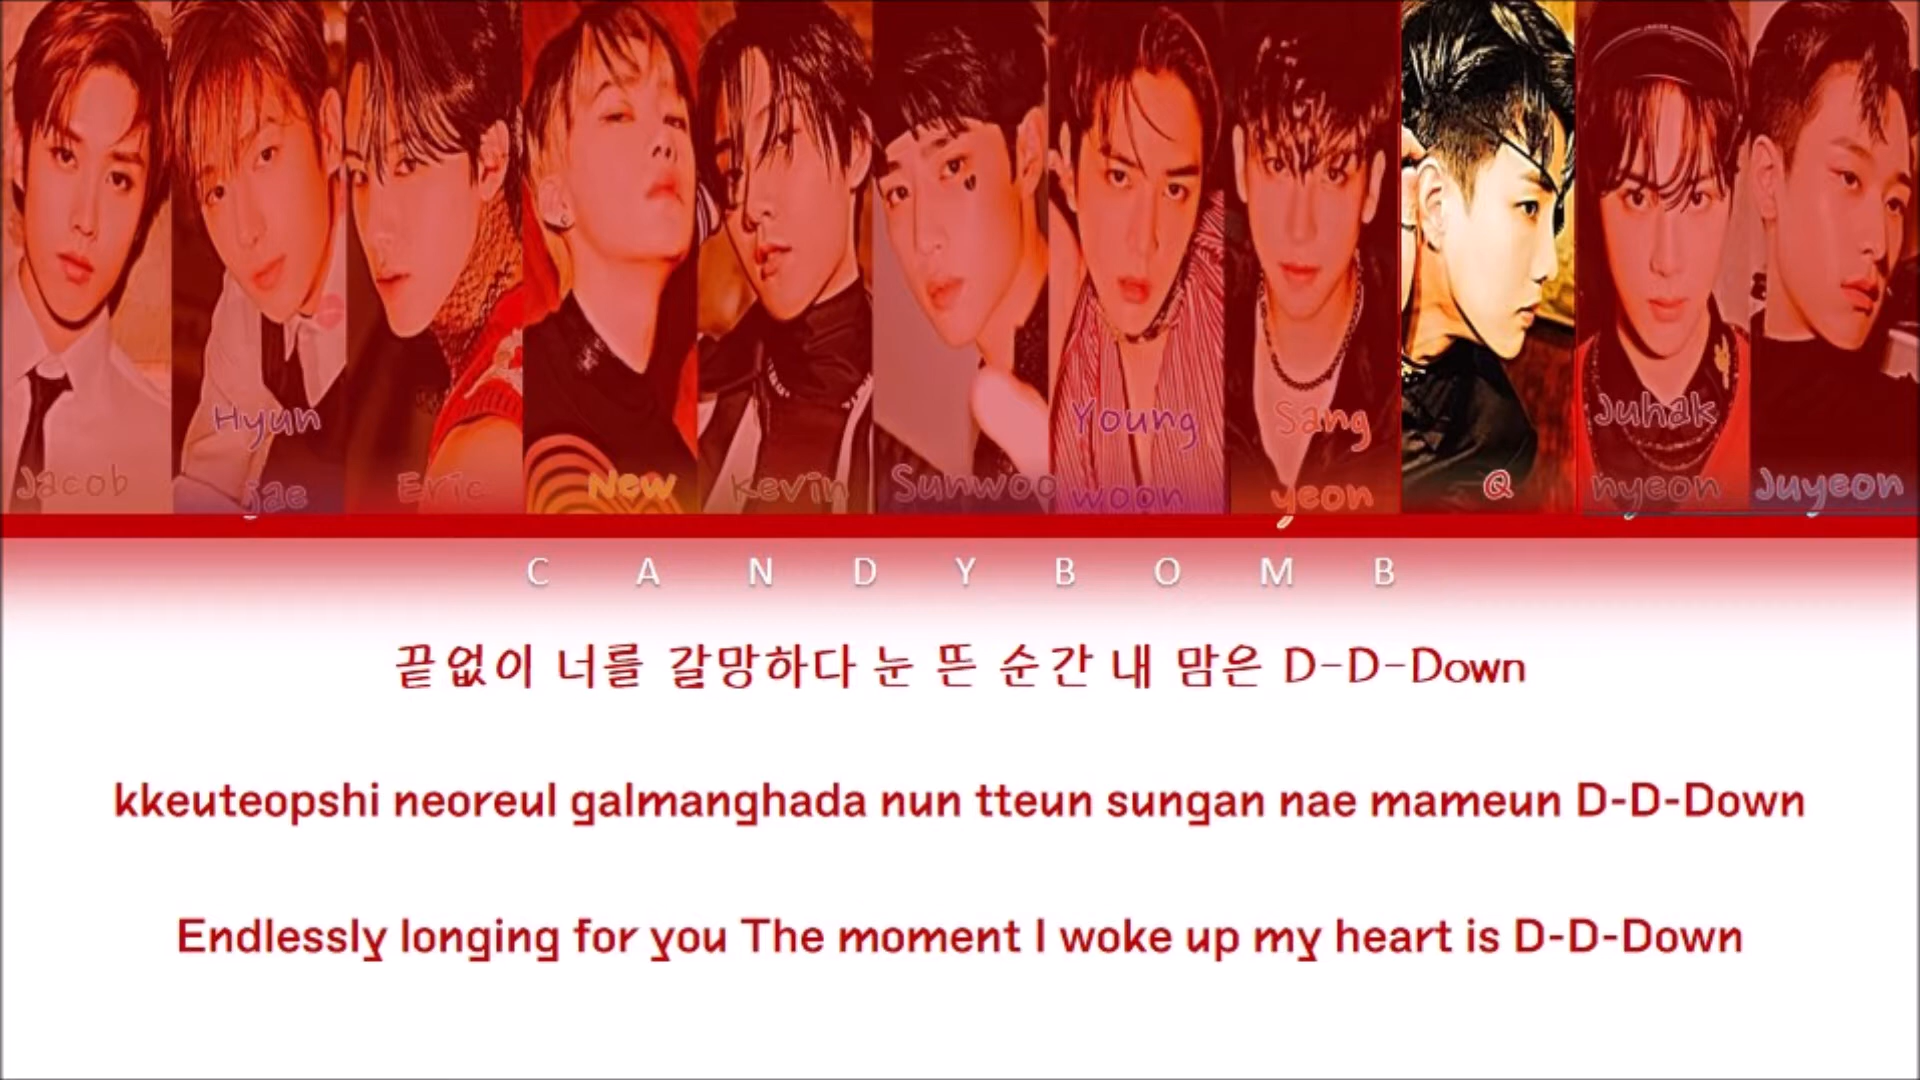 Jacob
Hyun
jae
Eric
New
Kevin
Sunwoo
Young
woon
Sang
yeon
Q
Juhak
nyeon
Juyeon
C A N D Y B O M B
끝없이 너를 갈망하다 눈 뜬 순간 내 맘은 D-D-Down
kkeuteopshi neoreul galmanghada nun tteun sungan nae mameun D-D-Down
Endlessly longing for you The moment I woke up my heart is D-D-Down